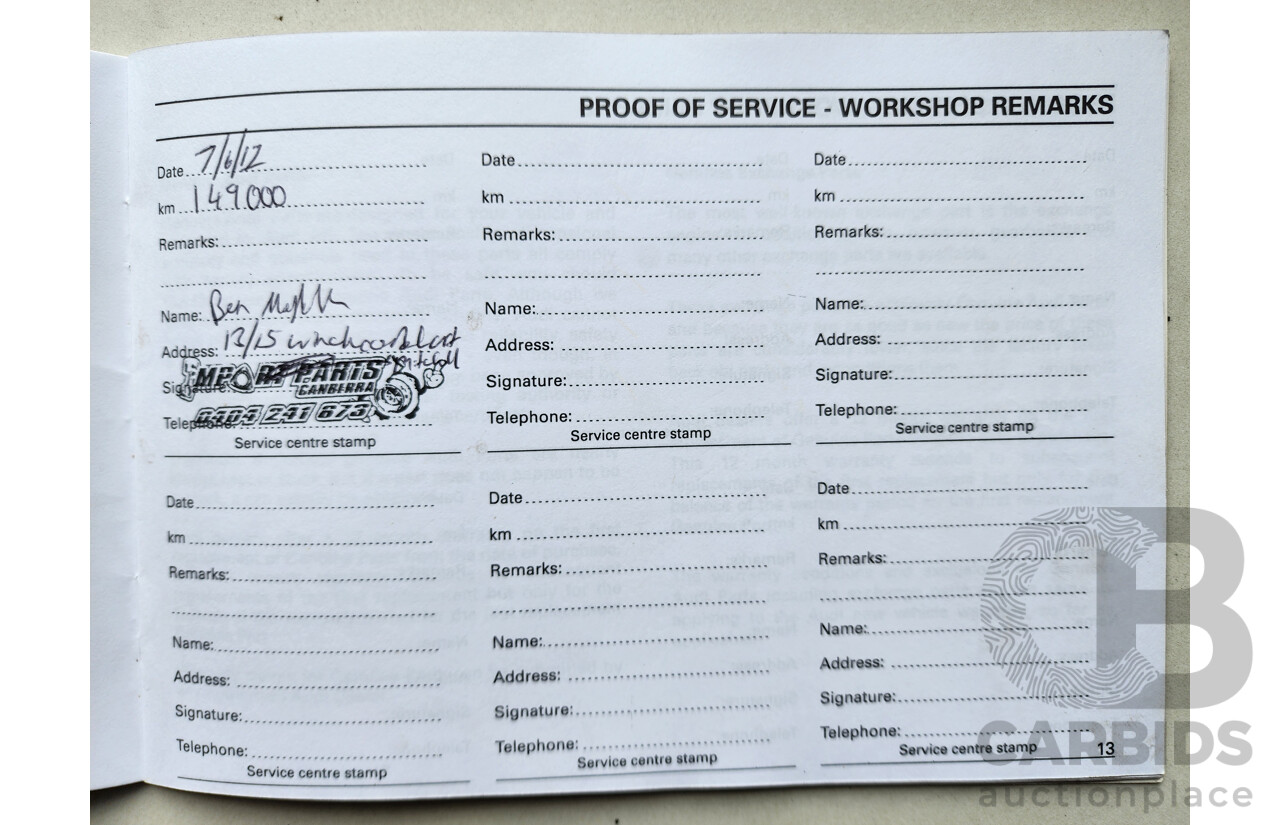 PROOF OF SERVICE - WORKSHOP REMARKS
Date 7/6/12
km 149000
Remarks:
Name: Ben
Address: 13/15
Mitchell
Signature:
IMPORT PARTS
CANBERRA
Telephone:
0404 241 673
Service centre stamp
Date
km
Remarks:
Name:
Address:
Signature:
Telephone:
Service centre stamp
Date
km
Remarks:
Name:
Address:
Signature:
Telephone:
Service centre stamp
Date
km
Remarks:
Name:
Address:
Signature:
Telephone:
Service centre stamp
Date
km
Remarks:
Name:
Address:
Signature:
Telephone:
Service centre stamp
Date
km
Remarks:
Name:
Address:
Signature:
Telephone:
Service centre stamp
13
CB
CARBIDS
auctionplace